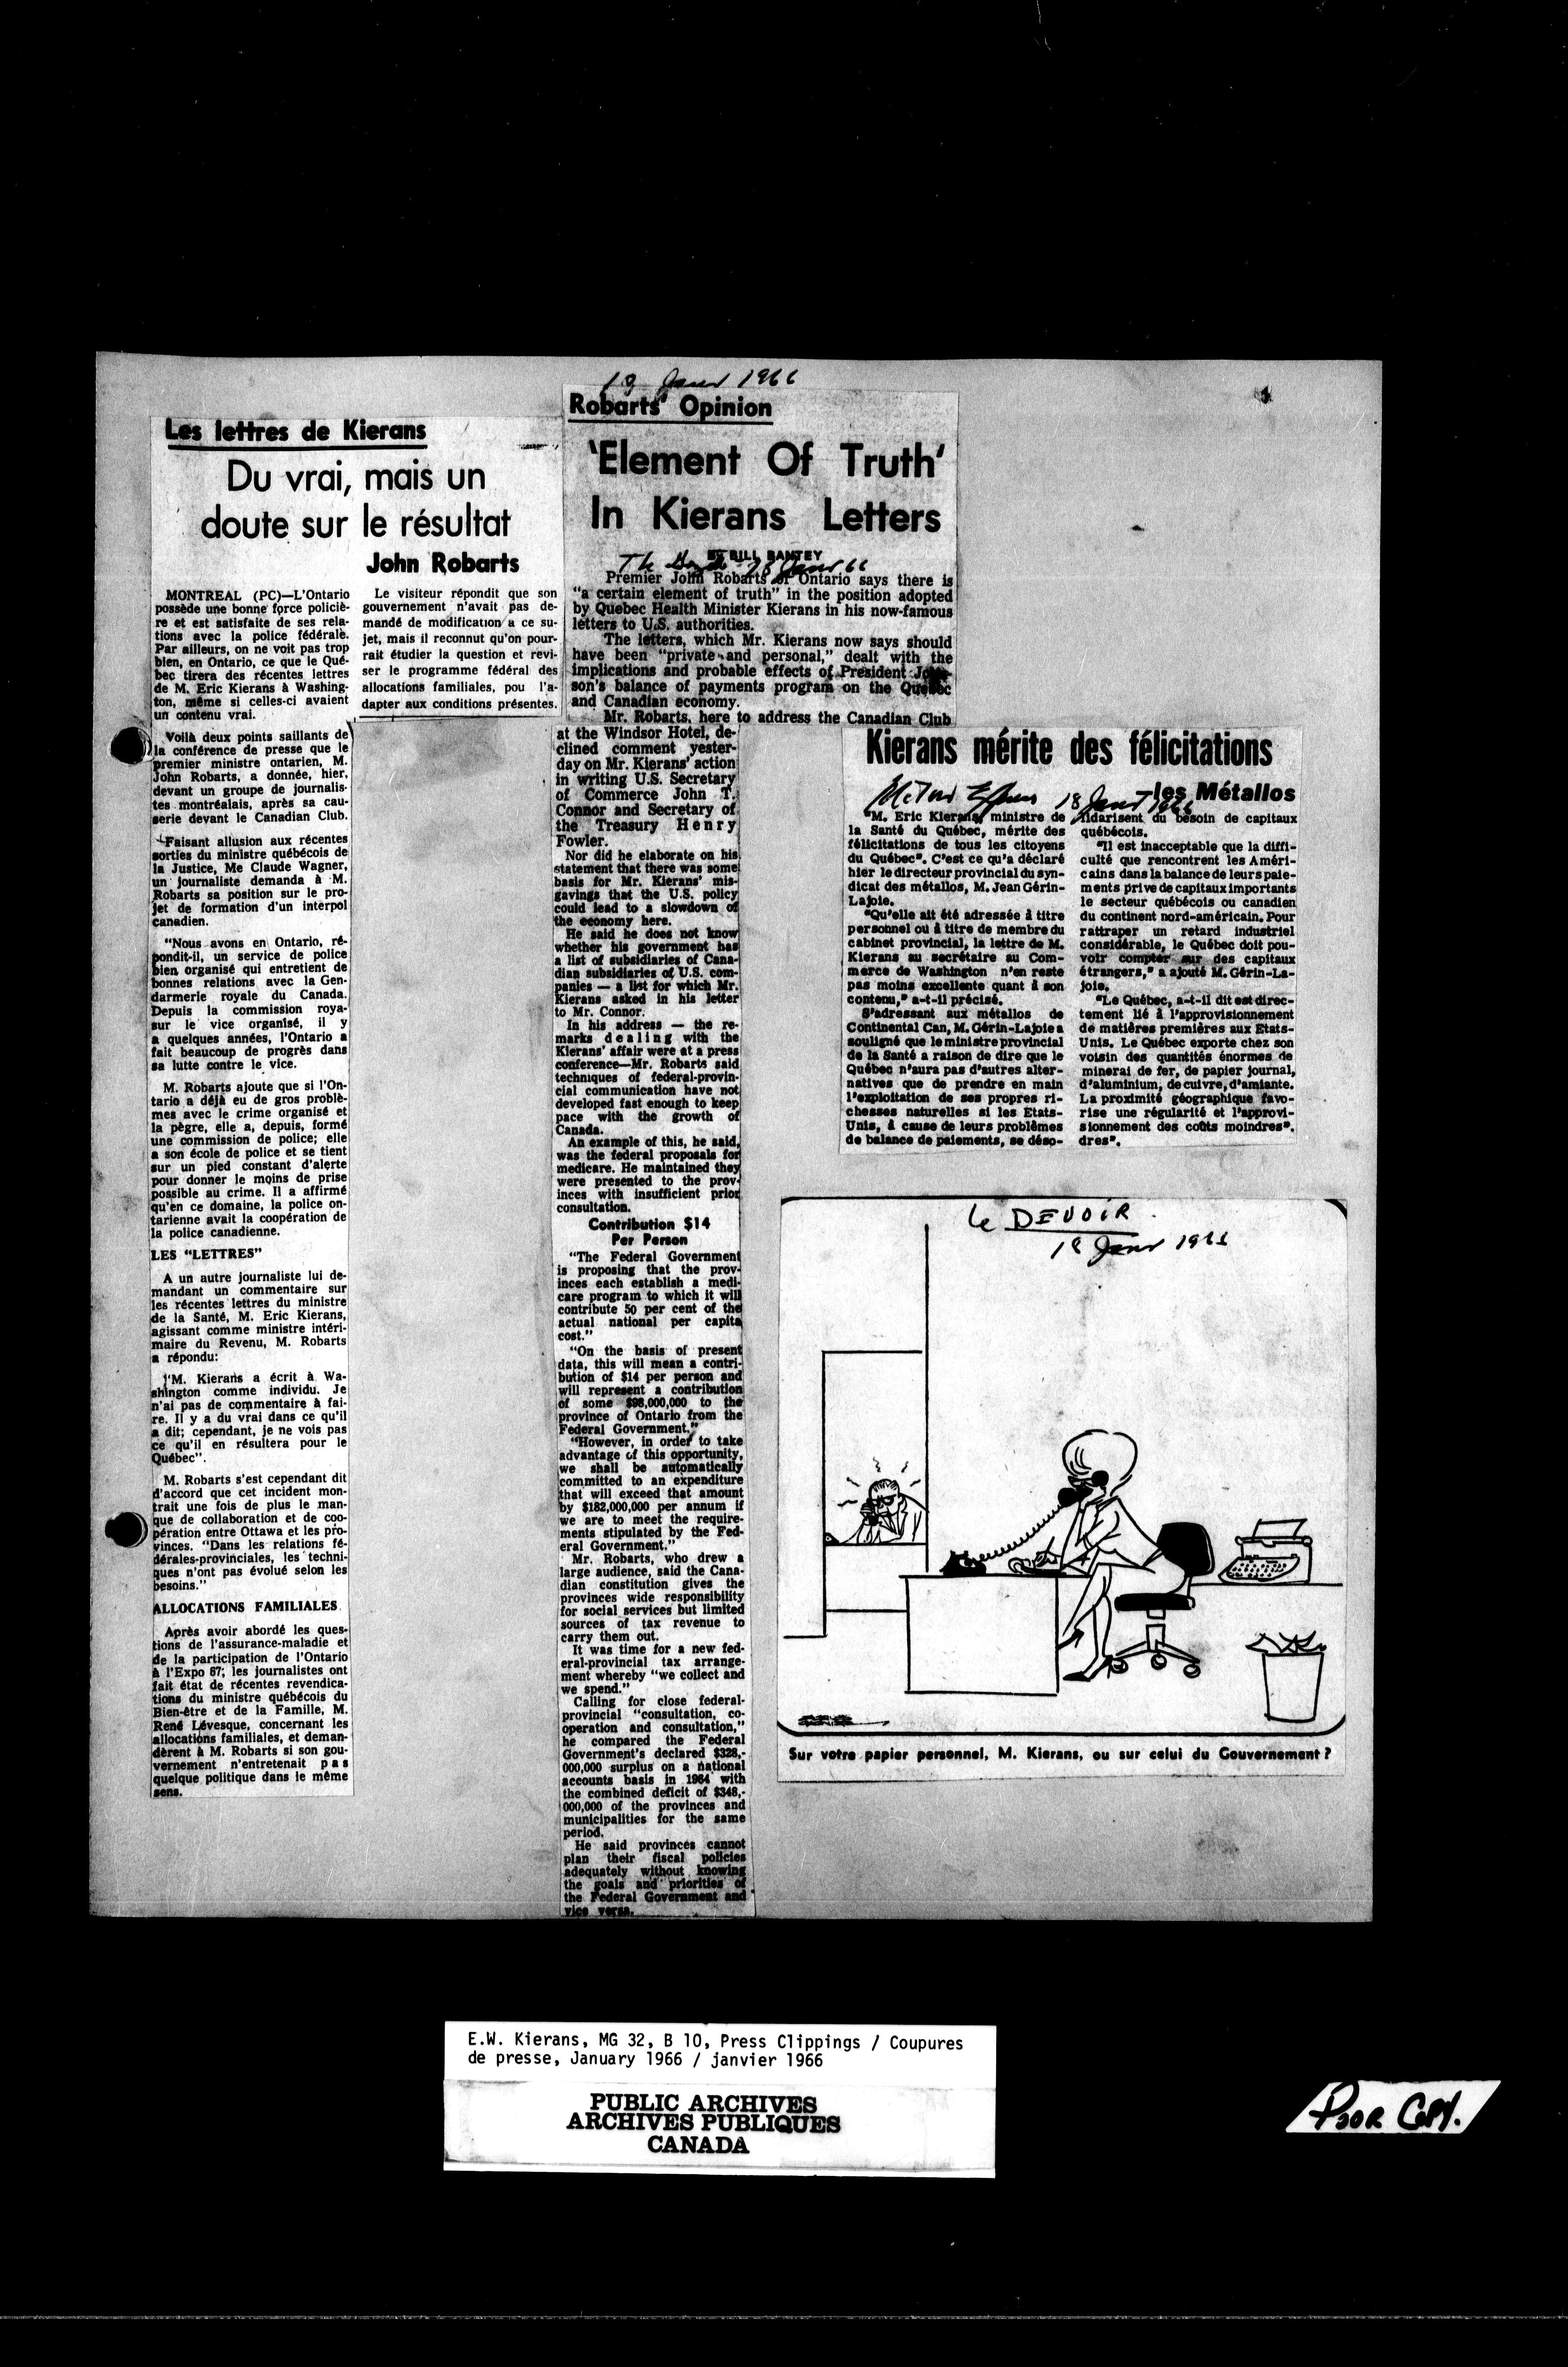 Les lettres de Kierans
Du vrai, mais un
doute sur le résultat
John Robarts
MONTREAL (PC)—L'Ontario
possède une bonne force policiè-
re et est satisfaite de ses rela-
tions avec la police fédérale.
Par ailleurs, on ne voit pas trop
bien, en Ontario, ce que le Qué-
bec tirera des récentes lettres
de M. Eric Kierans à Washing-
ton, même si celles-ci avaient
un contenu vrai.
Voilà deux points saillants de
la conférence de presse que le
premier ministre ontarien, M.
John Robarts, a donnée, hier,
devant un groupe de journalis-
tes montréalais, après sa cau-
serie devant le Canadian Club.
Faisant allusion aux récentes
sorties du ministre québécois de
la Justice, Me Claude Wagner,
un journaliste demanda à M.
Robarts sa position sur le pro-
jet de formation d'un interpol
canadien.
"Nous avons en Ontario, ré-
pondit-il, un service de police
bien organisé qui entretient de
bonnes relations avec la Gen-
darmerie royale du Canada.
Depuis la commission roya-
sur le vice organisé, il y
a quelques années, l'Ontario a
fait beaucoup de progrès dans
sa lutte contre le vice.
M. Robarts ajoute que si l'On-
tario a déjà eu de gros problè-
mes avec le crime organisé et
la pègre, elle a, depuis, formé
une commission de police; elle
a son école de police et se tient
sur un pied constant d'alerte
pour donner le moins de prise
possible au crime. Il a affirmé
qu'en ce domaine, la police on-
tarienne avait la coopération de
la police canadienne.
LES "LETTRES"
A un autre journaliste lui de-
mandant un commentaire sur
les récentes lettres du ministre
de la Santé, M. Eric Kierans,
agissant comme ministre intéri-
maire du Revenu, M. Robarts
a répondu:
"M. Kierans a écrit à Wa-
shington comme individu. Je
n'ai pas de commentaire à fai-
re. Il y a du vrai dans ce qu'il
a dit; cependant, je ne vois pas
ce qu'il en résultera pour le
Québec".
M. Robarts s'est cependant dit
d'accord que cet incident mon-
trait une fois de plus le man-
que de collaboration et de coo-
pération entre Ottawa et les pro-
vinces. "Dans les relations fé-
dérales-provinciales, les techni-
ques n'ont pas évolué selon les
besoins."
ALLOCATIONS FAMILIALES
Après avoir abordé les ques-
tions de l'assurance-maladie et
de la participation de l'Ontario
à l'Expo 67; les journalistes ont
fait état de récentes revendica-
tions du ministre québécois du
Bien-être et de la Famille, M.
René Lévesque, concernant les
allocations familiales, et deman-
dèrent à M. Robarts si son gou-
vernement n'entretenait pas
quelque politique dans le même
sens.
Le visiteur répondit que son
gouvernement n'avait pas de-
mandé de modification a ce su-
jet, mais il reconnut qu'on pour-
rait étudier la question et revi-
ser le programme fédéral des
allocations familiales, pou l'a-
dapter aux conditions présentes.
1966
Robarts' Opinion
'Element Of Truth'
In Kierans Letters
BY BILL BANTEY
66
Premier John Robarts of Ontario says there is
"a certain element of truth" in the position adopted
by Quebec Health Minister Kierans in his now-famous
letters to U.S. authorities.
The letters, which Mr. Kierans now says should
have been "private and personal," dealt with the
implications and probable effects of President John-
son's balance of payments program on the Quebec
and Canadian economy.
Mr. Robarts, here to address the Canadian Club
at the Windsor Hotel, de-
clined comment yester-
day on Mr. Kierans' action
in writing U.S. Secretary
of Commerce John T.
Connor and Secretary of
the Treasury Henry
Fowler.
Nor did he elaborate on his
statement that there was some
basis for Mr. Kierans' mis-
gavings that the U.S. policy
could lead to a slowdown of
the economy here.
He said he does not know
whether his government has
a list of subsidiaries of Cana-
dian subsidiaries of U.S. com-
panies — a list for which Mr.
Kierans asked in his letter
to Mr. Connor.
In his address — the re-
marks dealing with the
Kierans' affair were at a press
conference—Mr. Robarts said
techniques of federal-provin-
cial communication have not
developed fast enough to keep
pace with the growth of
Canada.
An example of this, he said,
was the federal proposals for
medicare. He maintained they
were presented to the prov-
inces with insufficient prior
consultation.
Contribution $14
Per Person
"The Federal Government
is proposing that the prov-
inces each establish a medi-
care program to which it will
contribute 50 per cent of the
actual national per capita
cost."
"On the basis of present
data, this will mean a contri-
bution of $14 per person and
will represent a contribution
of some $98,000,000 to the
province of Ontario from the
Federal Government."
"However, in order to take
advantage of this opportunity,
we shall be automatically
committed to an expenditure
that will exceed that amount
by $182,000,000 per annum if
we are to meet the require-
ments stipulated by the Fed-
eral Government."
Mr. Robarts, who drew a
large audience, said the Cana-
dian constitution gives the
provinces wide responsibility
for social services but limited
sources of tax revenue to
carry them out.
It was time for a new fed-
eral-provincial tax arrange-
ment whereby "we collect and
we spend."
Calling for close federal-
provincial "consultation, co-
operation and consultation,"
he compared the Federal
Government's declared $328,-
000,000 surplus on a national
accounts basis in 1964 with
the combined deficit of $348,-
000,000 of the provinces and
municipalities for the same
period.
He said provinces cannot
plan their fiscal policies
adequately without knowing
the goals and priorities of
the Federal Government and
vice versa.
Kierans mérite des félicitations
les Métallos
18 1966
"M. Eric Kierans, ministre de
la Santé du Québec, mérite des
félicitations de tous les citoyens
du Québec". C'est ce qu'a déclaré
hier le directeur provincial du syn-
dicat des métallos, M. Jean Gérin-
Lajoie.
"Qu'elle ait été adressée à titre
personnel ou à titre de membre du
cabinet provincial, la lettre de M.
Kierans au secrétaire au Com-
merce de Washington n'en reste
pas moins excellente quant à son
contenu," a-t-il précisé.
S'adressant aux métallos de
Continental Can, M. Gérin-Lajoie a
souligné que le ministre provincial
de la Santé a raison de dire que le
Québec n'aura pas d'autres alter-
natives que de prendre en main
l'exploitation de ses propres ri-
chesses naturelles si les Etats-
Unis, à cause de leurs problèmes
de balance de paiements, se déso-
lidarisent du besoin de capitaux
québécois.
"Il est inacceptable que la diffi-
culté que rencontrent les Améri-
cains dans la balance de leurs paie-
ments prive de capitaux importants
le secteur québécois ou canadien
du continent nord-américain. Pour
rattraper un retard industriel
considérable, le Québec doit pou-
voir compter sur des capitaux
étrangers," a ajouté M. Gérin-La-
joie.
"Le Québec, a-t-il dit est direc-
tement lié à l'approvisionnement
de matières premières aux Etats-
Unis. Le Québec exporte chez son
voisin des quantités énormes de
minerai de fer, de papier journal,
d'aluminium, de cuivre, d'amiante.
La proximité géographique favo-
rise une régularité et l'approvi-
sionnement des coûts moindres".
dres".
Le DEVOIR
18 Janv 1966
Sur votre papier personnel, M. Kierans, ou sur celui du Gouvernement?
E.W. Kierans, MG 32, B 10, Press Clippings / Coupures
de presse, January 1966 / janvier 1966
PUBLIC ARCHIVES
ARCHIVES PUBLIQUES
CANADA
POOR COPY.